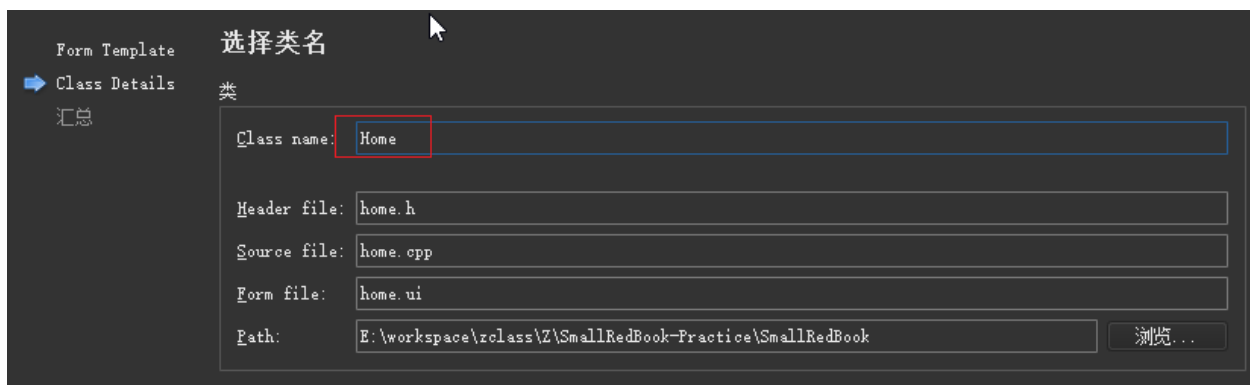 Form Template
Class Details
汇总
选择类名
类
Class name: Home
Header file: home.h
Source file: home.cpp
Form file: home.ui
Path: E:\workspace\zclass\Z\SmallRedBook-Practice\SmallRedBook 浏览...